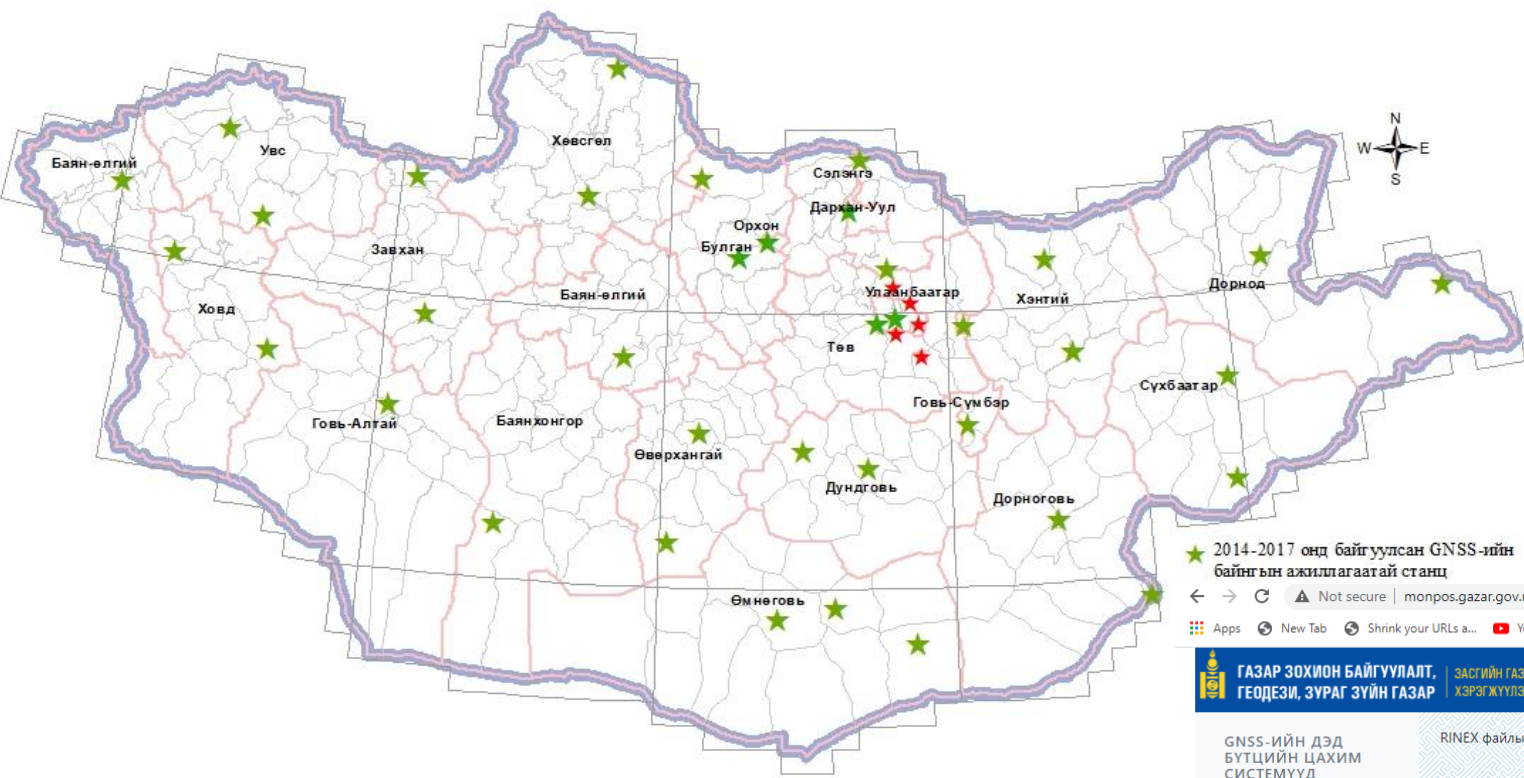 N
W E
S
Хөвсгөл
Увс
Баян-өлгий
Сэлэнгэ
Дархан-Уул
Орхон
Булган
Завхан
Дорнод
Баян-өлгий
Улаанбаатар
Хэнтий
Ховд
Төв
Сүхбаатар
Говь-Сүмбэр
Говь-Алтай
Баянхонгор
Өвөрхангай
Дундговь
Дорноговь
Өмнөговь
2014-2017 онд байгуулсан GNSS-ийн
байнгын ажиллагаатай станц
Not secure | monpos.gazar.gov.
Apps New Tab Shrink your URLs a...
ГАЗАР ЗОХИОН БАЙГУУЛАЛТ, ЗАСГИЙН ГАЗ
ГЕОДЕЗИ, ЗУРАГ ЗҮЙН ГАЗАР ХЭРЭГЖҮҮЛЭ
GNSS-ИЙН ДЭД RINEX файлы
БҮТЦИЙН ЦАХИМ
СИСТЕМҮҮД